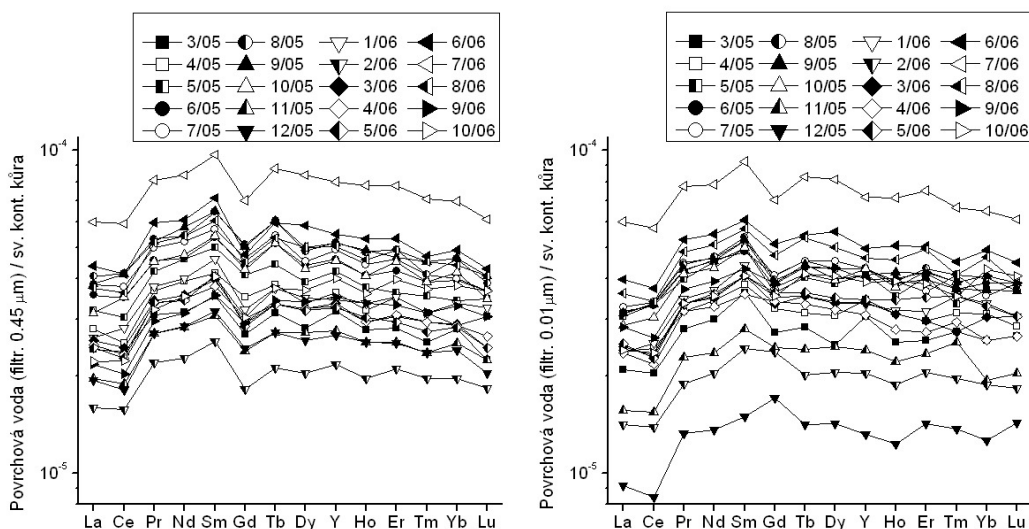 3/05 8/05 1/06 6/06
4/05 9/05 2/06 7/06
5/05 10/05 3/06 8/06
6/05 11/05 4/06 9/06
7/05 12/05 5/06 10/06
10⁻⁴
10⁻⁵
Povrchová voda (filtr. 0.45 μm) / sv. kont. kůra
La Ce Pr Nd Sm Gd Tb Dy Y Ho Er Tm Yb Lu
3/05 8/05 1/06 6/06
4/05 9/05 2/06 7/06
5/05 10/05 3/06 8/06
6/05 11/05 4/06 9/06
7/05 12/05 5/06 10/06
10⁻⁴
10⁻⁵
Povrchová voda (filtr. 0.01μm) / sv. kont. kůra
La Ce Pr Nd Sm Gd Tb Dy Y Ho Er Tm Yb Lu